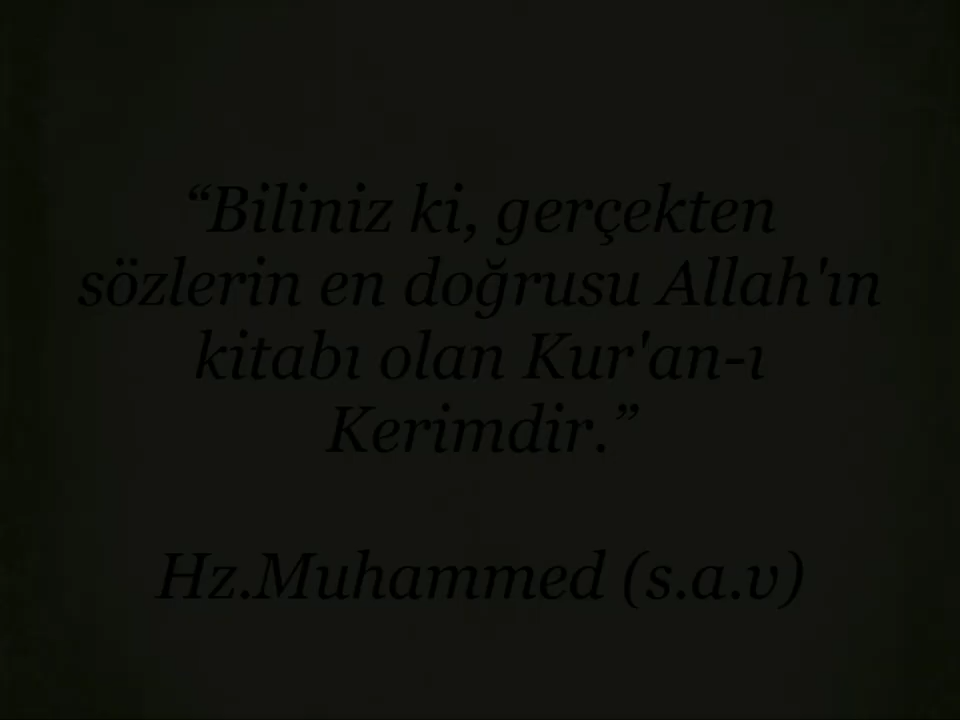 “Biliniz ki, gerçekten
sözlerin en doğrusu Allah'ın
kitabı olan Kur'an-ı
Kerimdir.”
Hz.Muhammed (s.a.v)